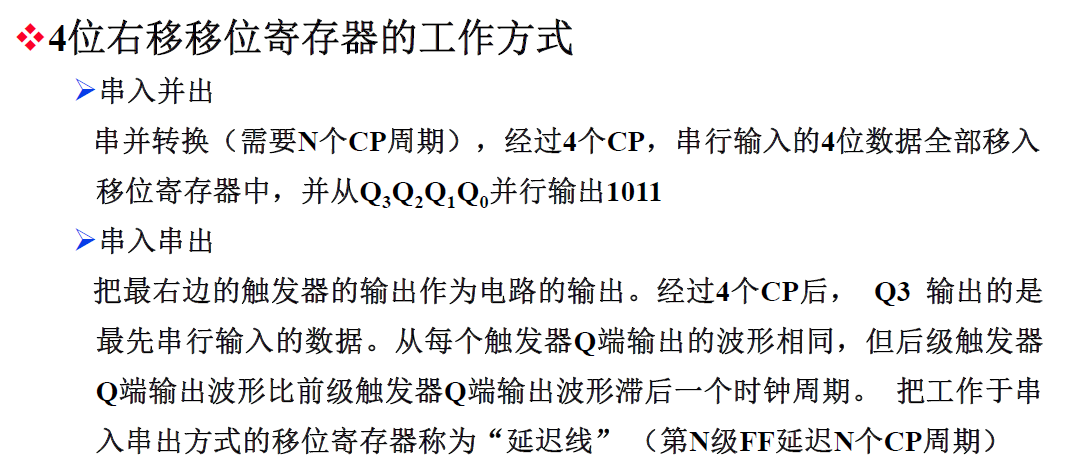 ❖4位右移移位寄存器的工作方式
➢串入并出
串并转换（需要N个CP周期），经过4个CP，串行输入的4位数据全部移入
移位寄存器中，并从Q₃Q₂Q₁Q₀并行输出1011
➢串入串出
把最右边的触发器的输出作为电路的输出。经过4个CP后， Q3 输出的是
最先串行输入的数据。从每个触发器Q端输出的波形相同，但后级触发器
Q端输出波形比前级触发器Q端输出波形滞后一个时钟周期。 把工作于串
入串出方式的移位寄存器称为“延迟线” （第N级FF延迟N个CP周期）